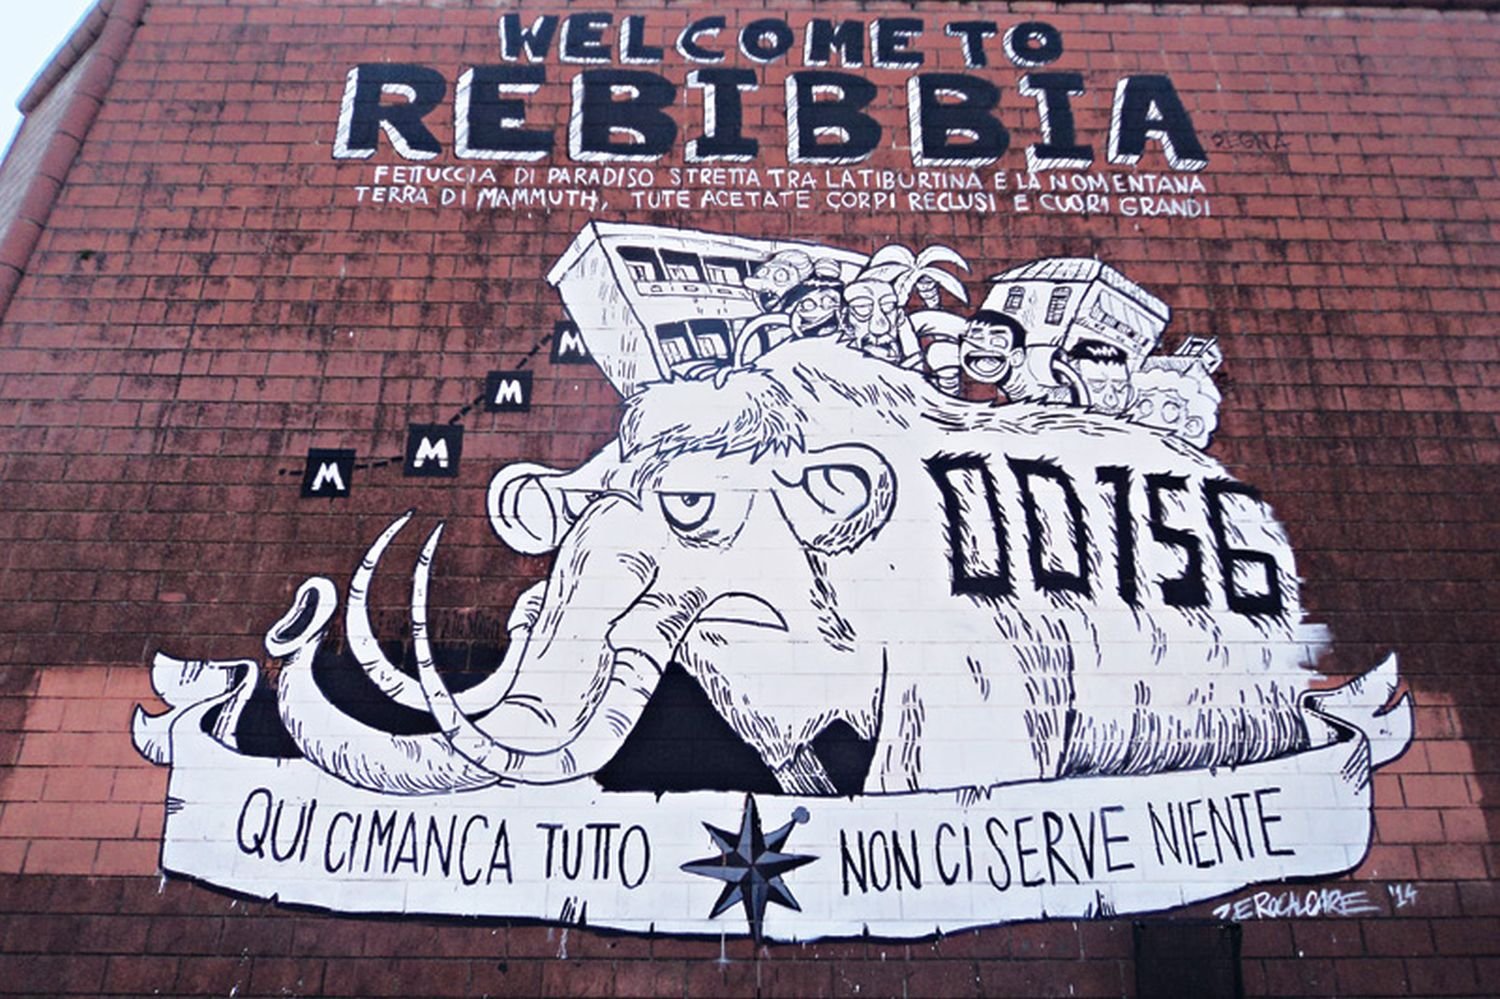 WELCOME TO
REBIBBIA
FETTUCCIA DI PARADISO STRETTA TRA LA TIBURTINA E LA NOMENTANA
TERRA DI MAMMUTH, TUTE ACETATE CORPI RECLUSI E CUORI GRANDI
M
M
M
M
00156
QUI CI MANCA TUTTO NON CI SERVE NIENTE
ZEROCALCARE '14